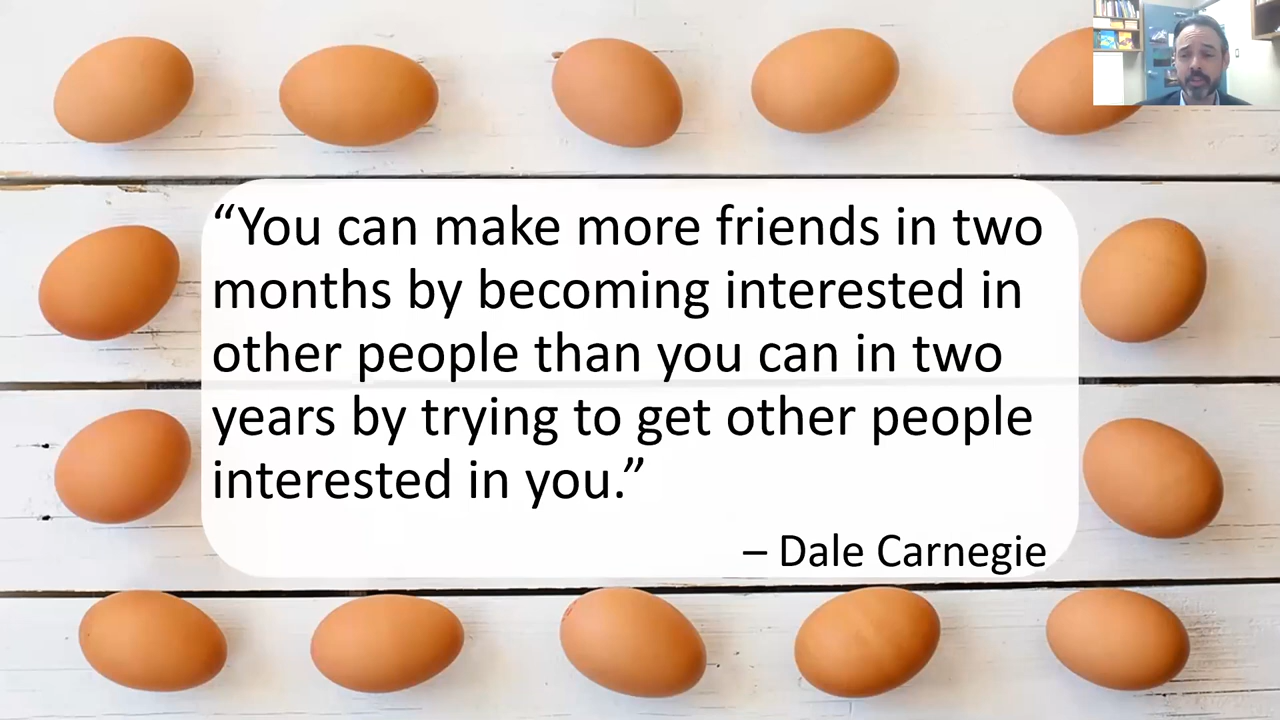 “You can make more friends in two
months by becoming interested in
other people than you can in two
years by trying to get other people
interested in you.”
– Dale Carnegie